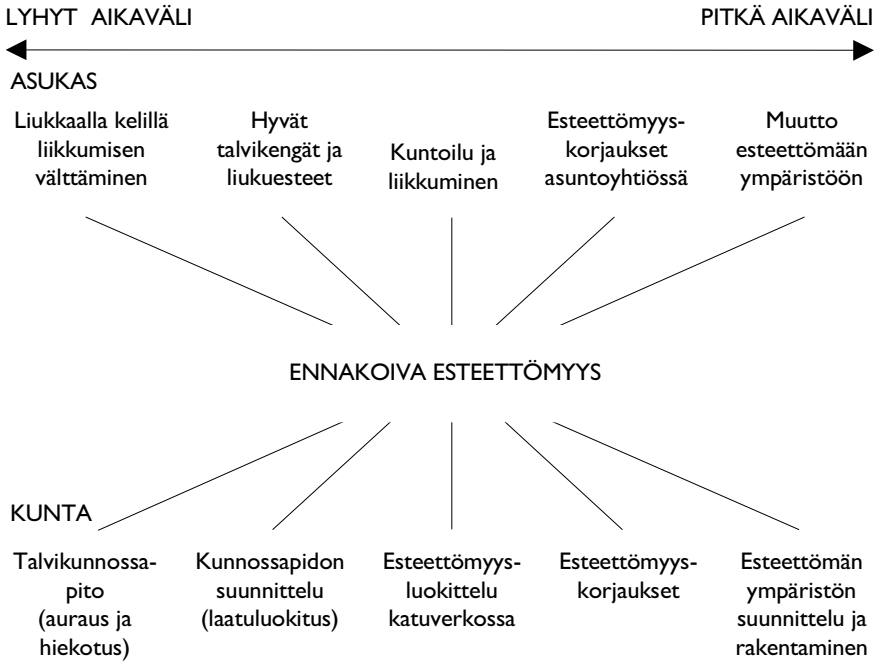 LYHYT AIKAVÄLI
PITKÄ AIKAVÄLI
ASUKAS
Liukkaalla kelillä
liikkumisen
välttäminen
Hyvät
talvikengät ja
liukuesteet
Kuntoilu ja
liikkuminen
Esteettömyys-
korjaukset
asuntoyhtiössä
Muutto
esteettömään
ympäristöön
ENNAKOIVA ESTEETTÖMYYS
KUNTA
Talvikunnossa-
pito
(auraus ja
hiekotus)
Kunnossapidon
suunnittelu
(laatuluokitus)
Esteettömyys-
luokittelu
katuverkossa
Esteettömyys-
korjaukset
Esteettömän
ympäristön
suunnittelu ja
rakentaminen